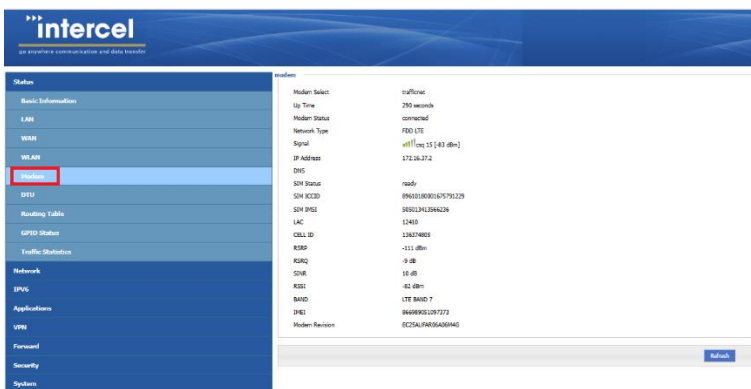 intercel
go anywhere communication and data transfer
Status
Basic Information
LAN
WAN
WLAN
Modem
DTU
Routing Table
GPIO Status
Traffic Statistics
Network
IPV6
Applications
VPN
Forward
Security
System
modem
Modem Select trafficnet
Up Time 290 seconds
Modem Status connected
Network Type FDD LTE
Signal csq 15 [-83 dBm]
IP Address 172.16.37.2
DNS
SIM Status ready
SIM ICCID 89610180001675791229
SIM IMSI 505013413566236
LAC 12410
CELL ID 136374805
RSRP -111 dBm
RSRQ -9 dB
SINR 10 dB
RSSI -82 dBm
BAND LTE BAND 7
IMEI 866989051097373
Modem Revision EC25AUFAR06A06M4G
Refresh